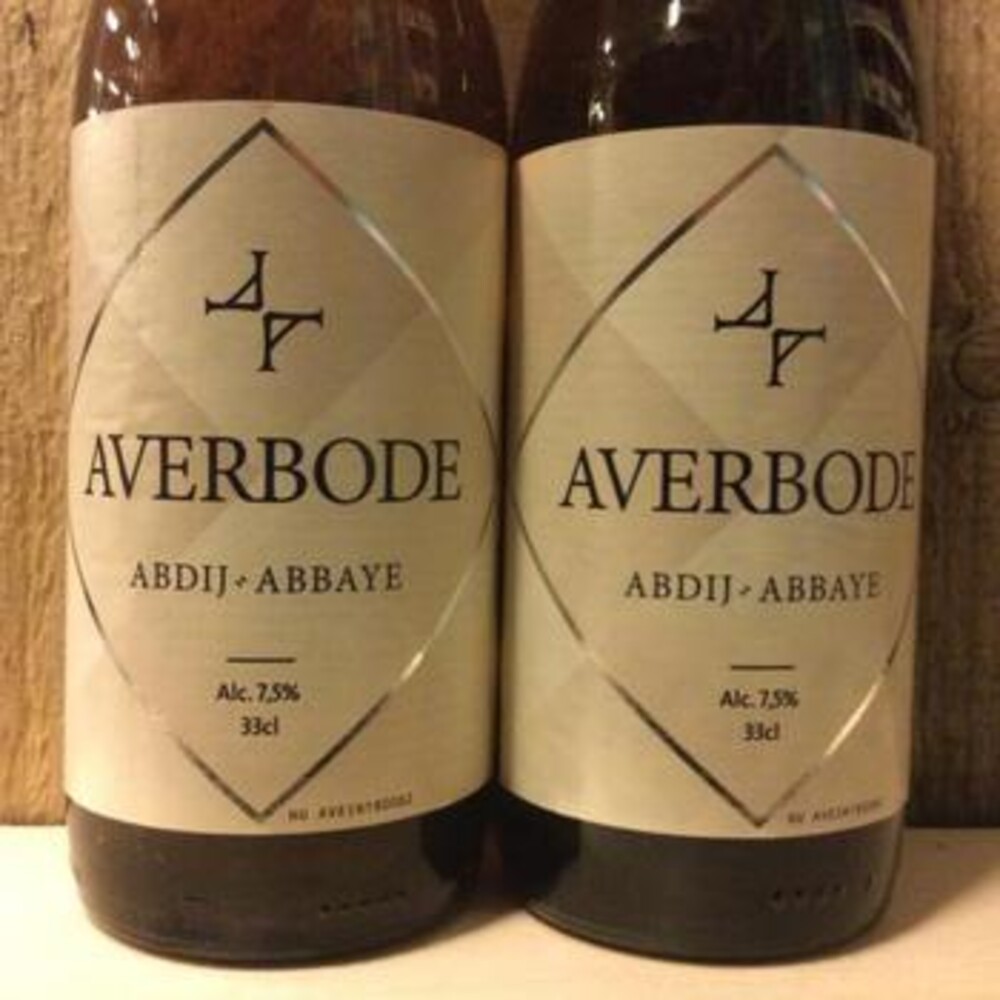 AVERBODE
ABDIJ ABBAYE
Alc. 7,5%
33cl
AVERBODE
ABDIJ ABBAYE
Alc. 7,5%
33cl